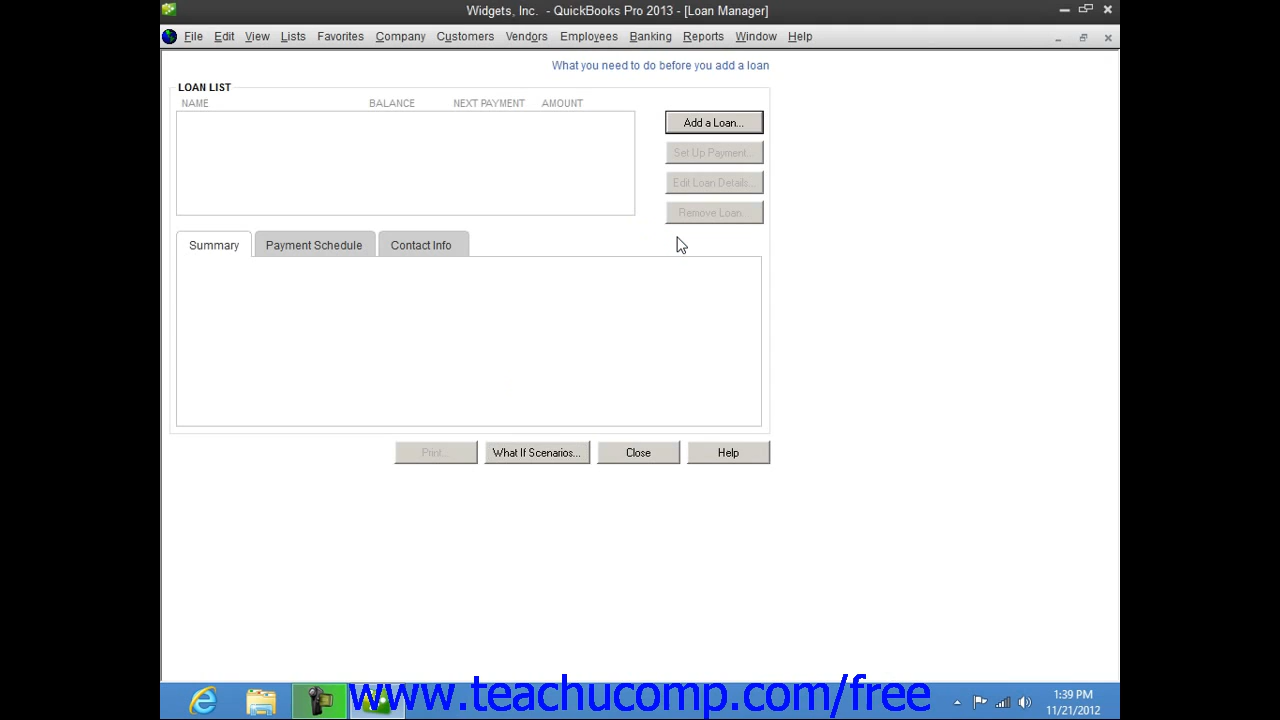 Widgets, Inc. - QuickBooks Pro 2013 - [Loan Manager]
File Edit View Lists Favorites Company Customers Vendors Employees Banking Reports Window Help
What you need to do before you add a loan
LOAN LIST
NAME BALANCE NEXT PAYMENT AMOUNT
Add a Loan...
Set Up Payment...
Edit Loan Details...
Remove Loan...
Summary Payment Schedule Contact Info
Print... What If Scenarios... Close Help
www.teachucomp.com/free
1:39 PM
11/21/2012